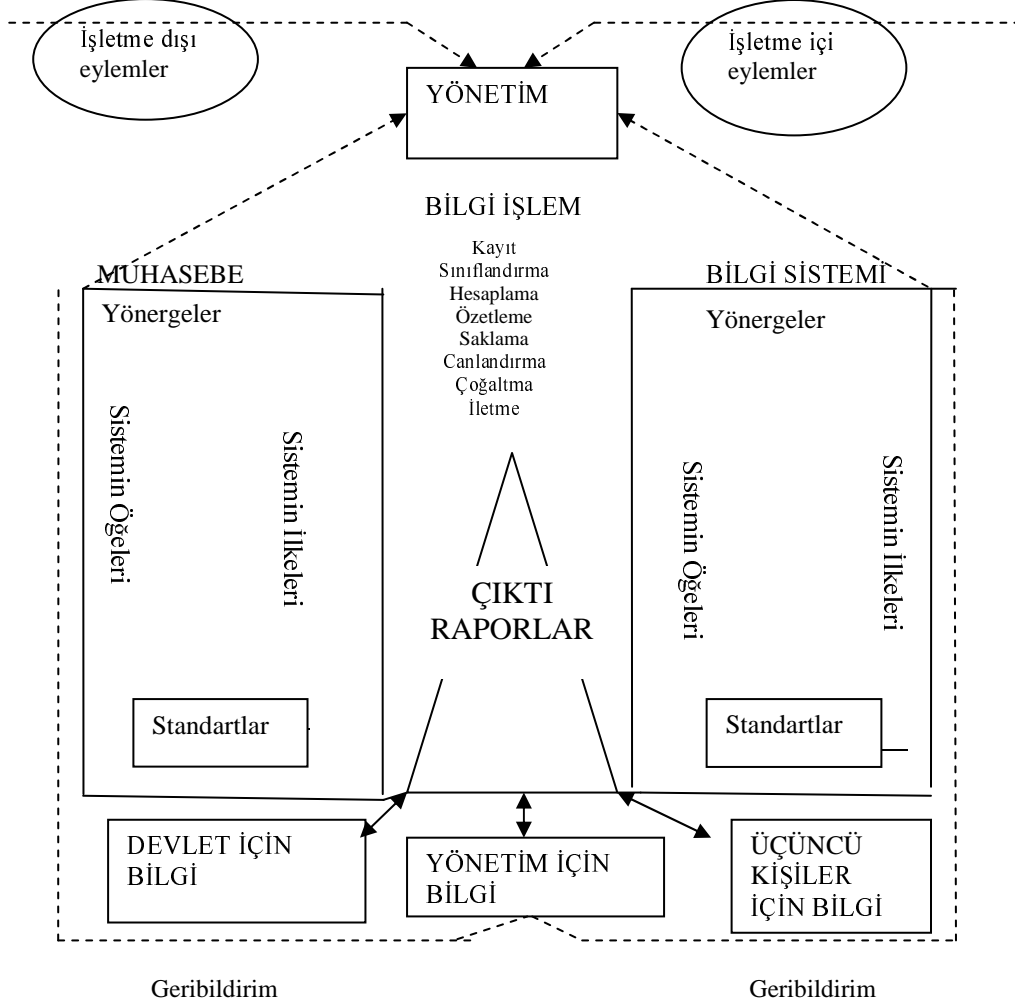 İşletme dışı
eylemler
İşletme içi
eylemler
YÖNETİM
BİLGİ İŞLEM
Kayıt
Sınıflandırma
Hesaplama
Özetleme
Saklama
Canlandırma
Çoğaltma
İletme
MUHASEBE
Yönergeler
Sistemin Öğeleri
Sistemin İlkeleri
Standartlar
BİLGİ SİSTEMİ
Yönergeler
Sistemin Öğeleri
Sistemin İlkeleri
Standartlar
ÇIKTI
RAPORLAR
DEVLET İÇİN
BİLGİ
YÖNETİM İÇİN
BİLGİ
ÜÇÜNCÜ
KİŞİLER
İÇİN BİLGİ
Geribildirim
Geribildirim